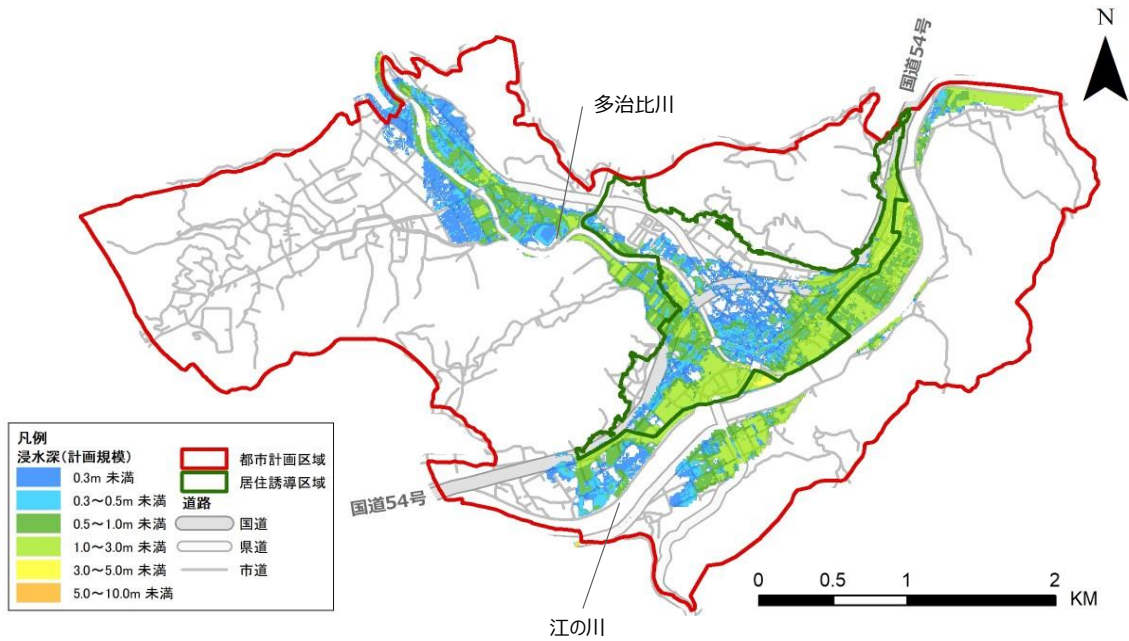 N
国道54号
多治比川
凡例
浸水深(計画規模)
0.3m 未満
0.3～0.5m 未満
0.5～1.0m 未満
1.0～3.0m 未満
3.0～5.0m 未満
5.0～10.0m 未満
都市計画区域
居住誘導区域
道路
国道
県道
市道
国道54号
江の川
0 0.5 1 2
KM